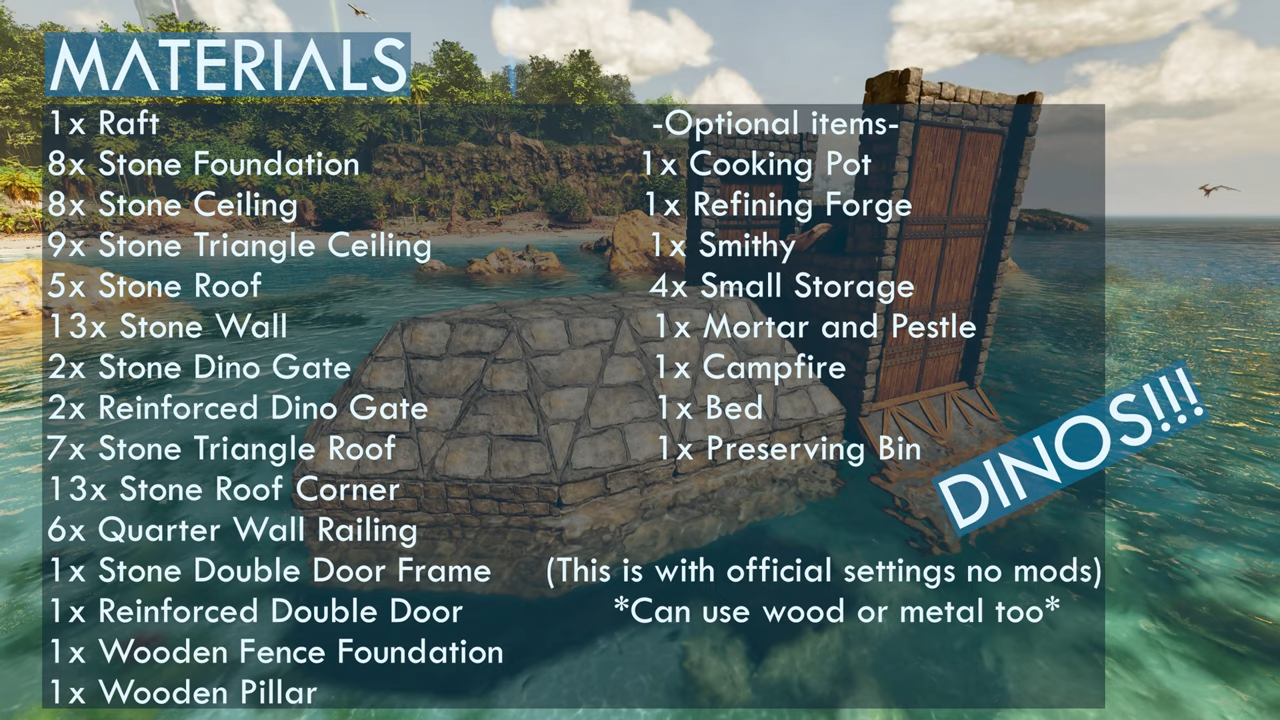 MATERIALS
1x Raft
8x Stone Foundation
8x Stone Ceiling
9x Stone Triangle Ceiling
5x Stone Roof
13x Stone Wall
2x Stone Dino Gate
2x Reinforced Dino Gate
7x Stone Triangle Roof
13x Stone Roof Corner
6x Quarter Wall Railing
1x Stone Double Door Frame
1x Reinforced Double Door
1x Wooden Fence Foundation
1x Wooden Pillar
-Optional items-
1x Cooking Pot
1x Refining Forge
1x Smithy
4x Small Storage
1x Mortar and Pestle
1x Campfire
1x Bed
1x Preserving Bin
DINOS!!!
(This is with official settings no mods)
*Can use wood or metal too*